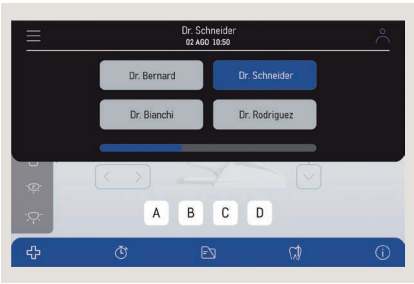 Dr. Schneider
02 AGO 10:50
Dr. Bernard
Dr. Schneider
Dr. Bianchi
Dr. Rodriguez
A B C D